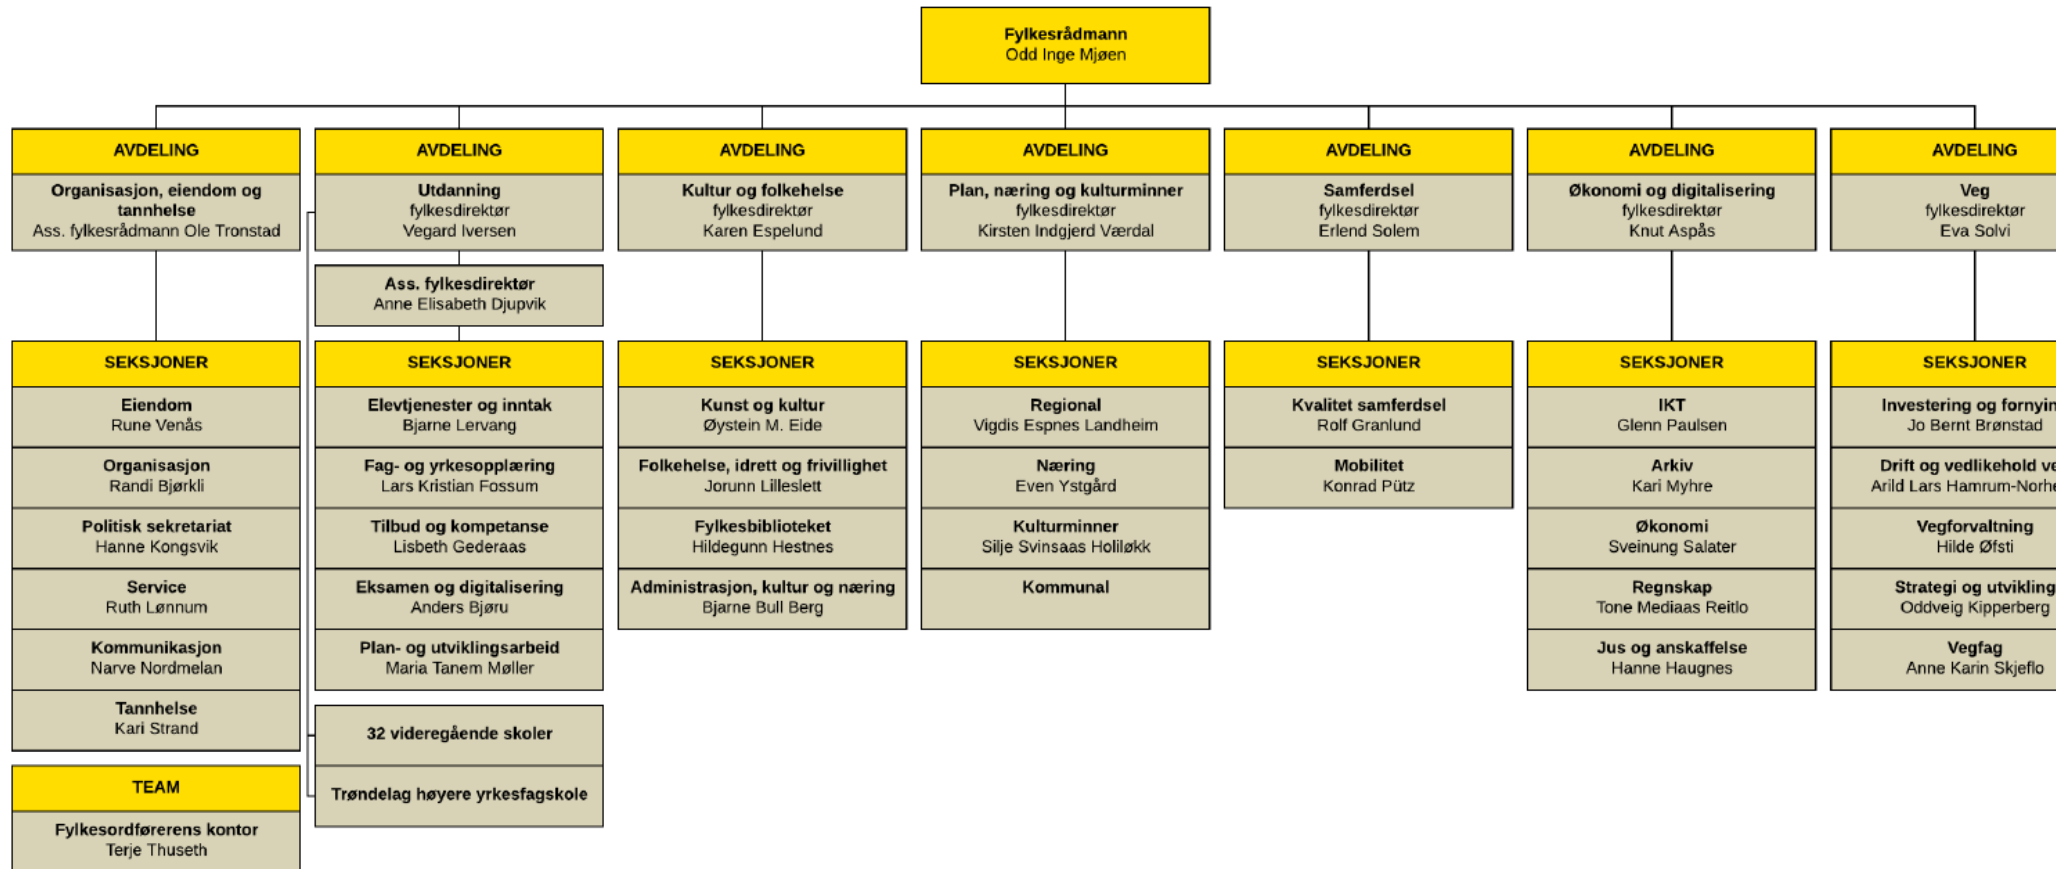 Fylkesrådmann
Odd Inge Mjøen
AVDELING
Organisasjon, eiendom og
tannhelse
Ass. fylkesrådmann Ole Tronstad
SEKSJONER
Eiendom
Rune Venås
Organisasjon
Randi Bjørkli
Politisk sekretariat
Hanne Kongsvik
Service
Ruth Lønnum
Kommunikasjon
Narve Nordmelan
Tannhelse
Kari Strand
TEAM
Fylkesordførerens kontor
Terje Thuseth
AVDELING
Utdanning
fylkesdirektør
Vegard Iversen
Ass. fylkesdirektør
Anne Elisabeth Djupvik
SEKSJONER
Elevtjenester og inntak
Bjarne Lervang
Fag- og yrkesopplæring
Lars Kristian Fossum
Tilbud og kompetanse
Lisbeth Gederaas
Eksamen og digitalisering
Anders Bjøru
Plan- og utviklingsarbeid
Maria Tanem Møller
32 videregående skoler
Trøndelag høyere yrkesfagskole
AVDELING
Kultur og folkehelse
fylkesdirektør
Karen Espelund
SEKSJONER
Kunst og kultur
Øystein M. Eide
Folkehelse, idrett og frivillighet
Jorunn Lilleslett
Fylkesbiblioteket
Hildegunn Hestnes
Administrasjon, kultur og næring
Bjarne Bull Berg
AVDELING
Plan, næring og kulturminner
fylkesdirektør
Kirsten Indgjerd Værdal
SEKSJONER
Regional
Vigdis Espnes Landheim
Næring
Even Ystgård
Kulturminner
Silje Svinsaas Holiløkk
Kommunal
AVDELING
Samferdsel
fylkesdirektør
Erlend Solem
SEKSJONER
Kvalitet samferdsel
Rolf Granlund
Mobilitet
Konrad Pütz
AVDELING
Økonomi og digitalisering
fylkesdirektør
Knut Aspås
SEKSJONER
IKT
Glenn Paulsen
Arkiv
Kari Myhre
Økonomi
Sveinung Salater
Regnskap
Tone Mediaas Reitlo
Jus og anskaffelse
Hanne Haugnes
AVDELING
Veg
fylkesdirektør
Eva Solvi
SEKSJONER
Investering og
Jo Bernt Brønstad
Drift og vedlikehold
Arild Lars
Vegforvaltning
Hilde Øfsti
Strategi og utvikling
Oddveig Kipperberg
Vegfag
Anne Karin Skjeflo